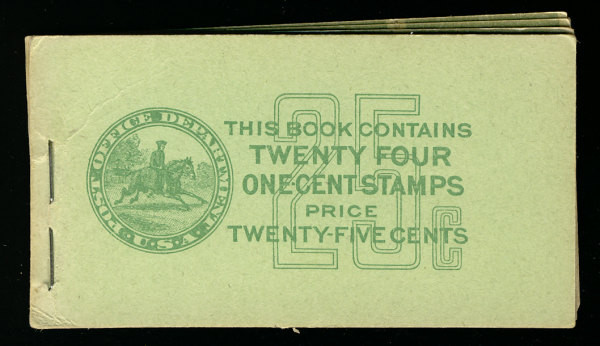 POST OFFICE DEPARTMENT
U.S.A.
25c
THIS BOOK CONTAINS
TWENTY FOUR
ONE-CENT STAMPS
PRICE
TWENTY-FIVE CENTS